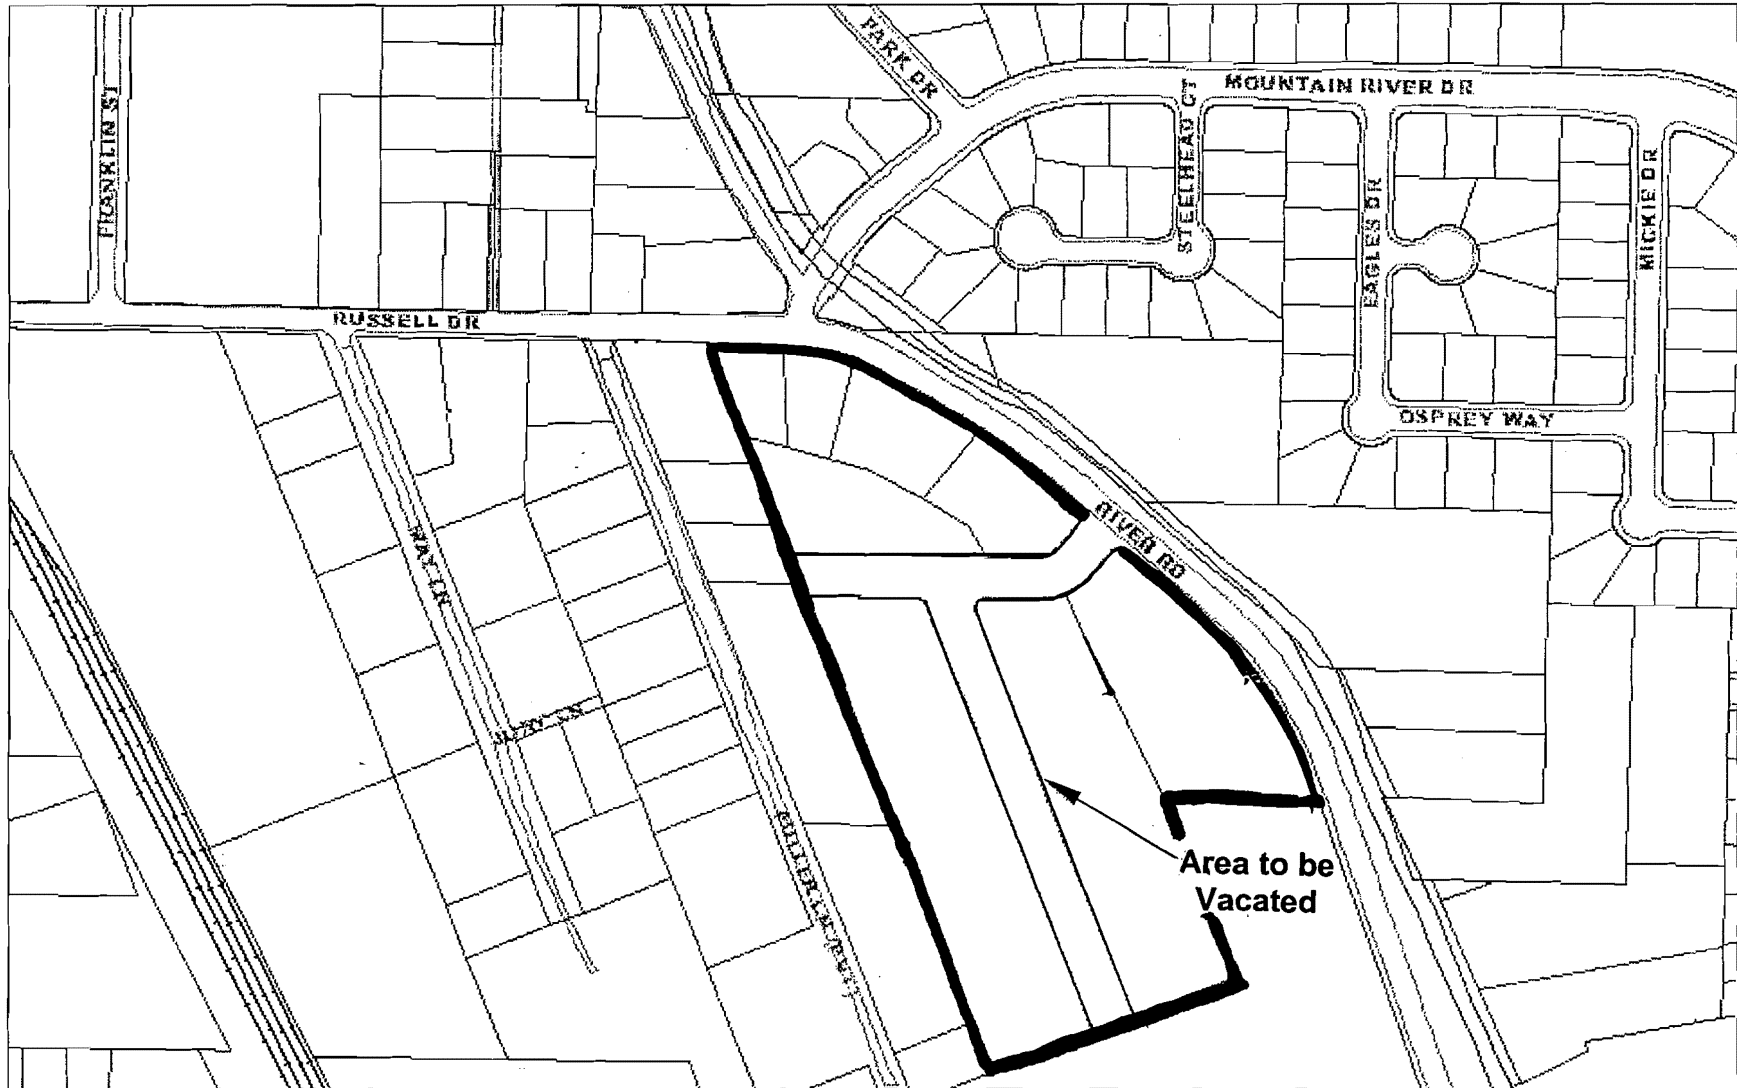 PARK DR
MOUNTAIN RIVER DR
FRANKLIN ST
STEELHEAD CT
EAGLES DR
MICKIE DR
RUSSELL DR
OSPREY WAY
RIVER RD
RAY LN
Area to be
Vacated